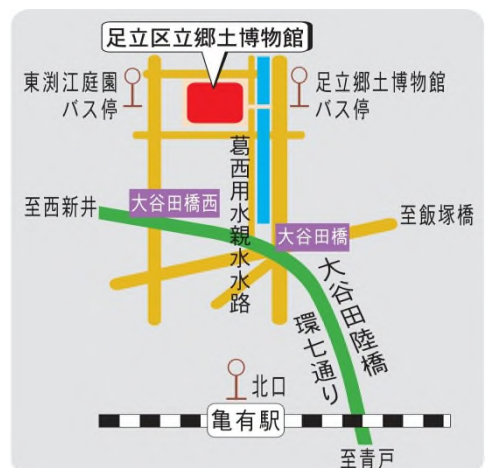 足立区立郷土博物館
東渕江庭園
バス停
足立郷土博物館
バス停
葛西用水親水水路
至西新井
大谷田橋西
大谷田橋
至飯塚橋
大谷田陸橋
環七通り
北口
亀有駅
至青戸